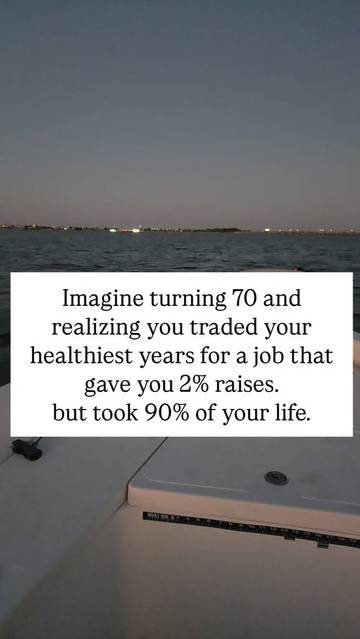 Imagine turning 70 and
realizing you traded your
healthiest years for a job that
gave you 2% raises.
but took 90% of your life.